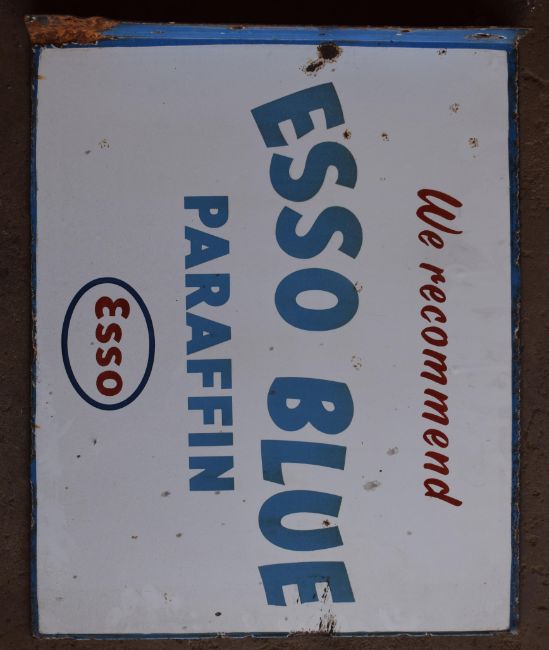 We recommend
ESSO BLUE
PARAFFIN
Esso